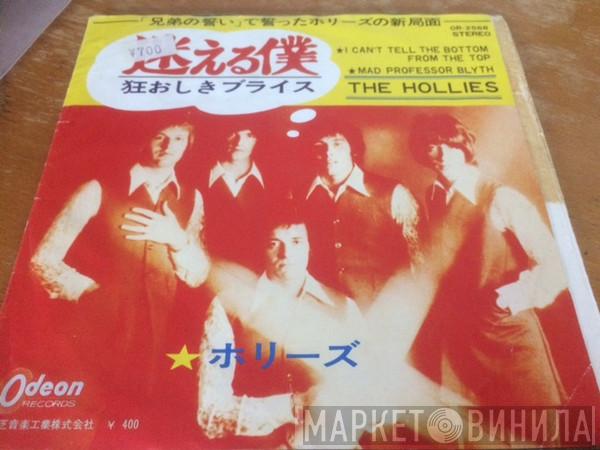 「兄弟の誓い」で誓ったホリーズの新局面
OR-2568
STEREO
¥700
迷える僕
狂おしきブライス
★I CAN'T TELL THE BOTTOM
FROM THE TOP
★MAD PROFESSOR BLYTH
THE HOLLIES
★ ホリーズ
Odeon
RECORDS
芝音楽工業株式会社 ¥ 400
МАРКЕТ ВИНИЛА